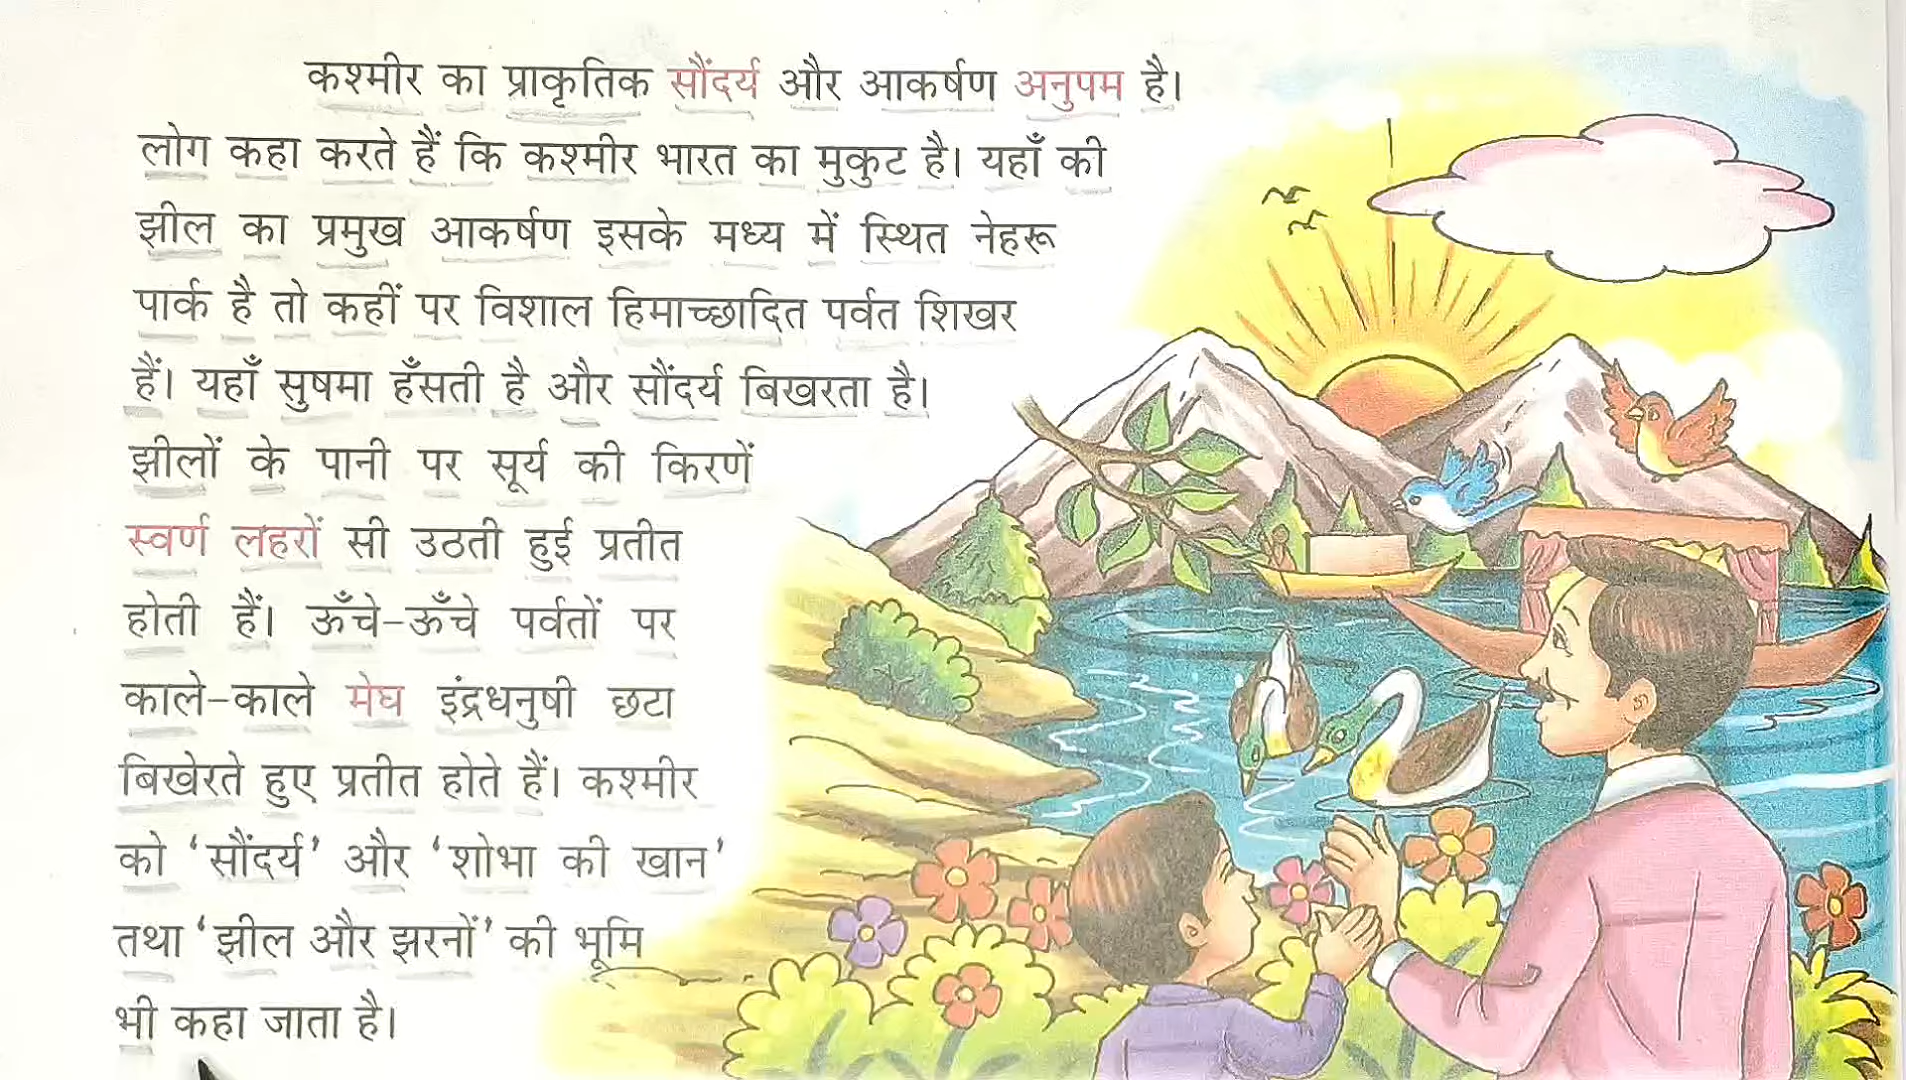 कश्मीर का प्राकृतिक सौंदर्य और आकर्षण अनुपम है।
लोग कहा करते हैं कि कश्मीर भारत का मुकुट है। यहाँ की
झील का प्रमुख आकर्षण इसके मध्य में स्थित नेहरू
पार्क है तो कहीं पर विशाल हिमाच्छादित पर्वत शिखर
हैं। यहाँ सुषमा हँसती है और सौंदर्य बिखरता है।
झीलों के पानी पर सूर्य की किरणें
स्वर्ण लहरों सी उठती हुई प्रतीत
होती हैं। ऊँचे-ऊँचे पर्वतों पर
काले-काले मेघ इंद्रधनुषी छटा
बिखेरते हुए प्रतीत होते हैं। कश्मीर
को ‘सौंदर्य’ और ‘शोभा की खान’
तथा ‘झील और झरनों’ की भूमि
भी कहा जाता है।